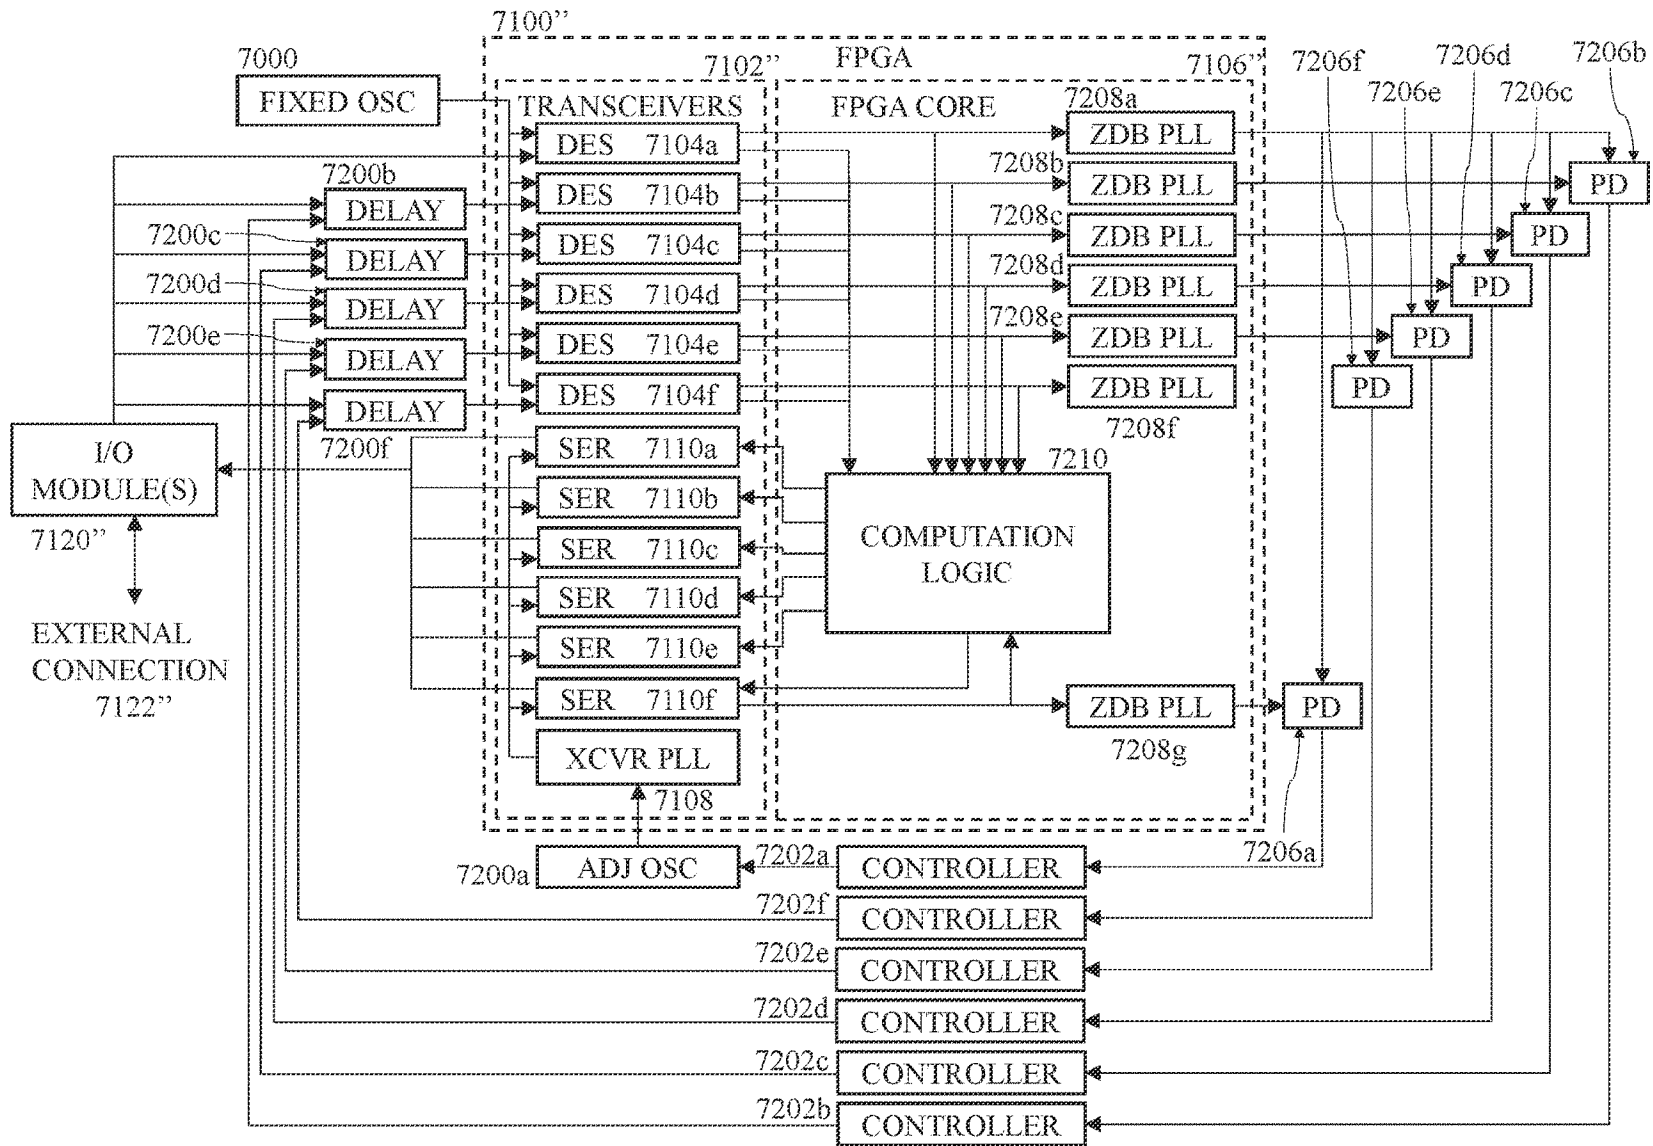 7100’’
7000
FIXED OSC
FPGA
7102’’
7106’’
TRANSCEIVERS
FPGA CORE
7206f
7206d
7206b
7206e
7206c
DES 7104a
DES 7104b
DES 7104c
DES 7104d
DES 7104e
DES 7104f
7208a
ZDB PLL
7208b
ZDB PLL
7208c
ZDB PLL
7208d
ZDB PLL
7208e
ZDB PLL
ZDB PLL
7208f
PD
PD
PD
PD
PD
7200b
DELAY
7200c
DELAY
7200d
DELAY
7200e
DELAY
DELAY
7200f
I/O
MODULE(S)
7120’’
EXTERNAL
CONNECTION
7122’’
SER 7110a
SER 7110b
SER 7110c
SER 7110d
SER 7110e
SER 7110f
XCVR PLL
7108
7210
COMPUTATION
LOGIC
ZDB PLL
7208g
PD
7206a
7200a
ADJ OSC
7202a
CONTROLLER
7202f
CONTROLLER
7202e
CONTROLLER
7202d
CONTROLLER
7202c
CONTROLLER
7202b
CONTROLLER